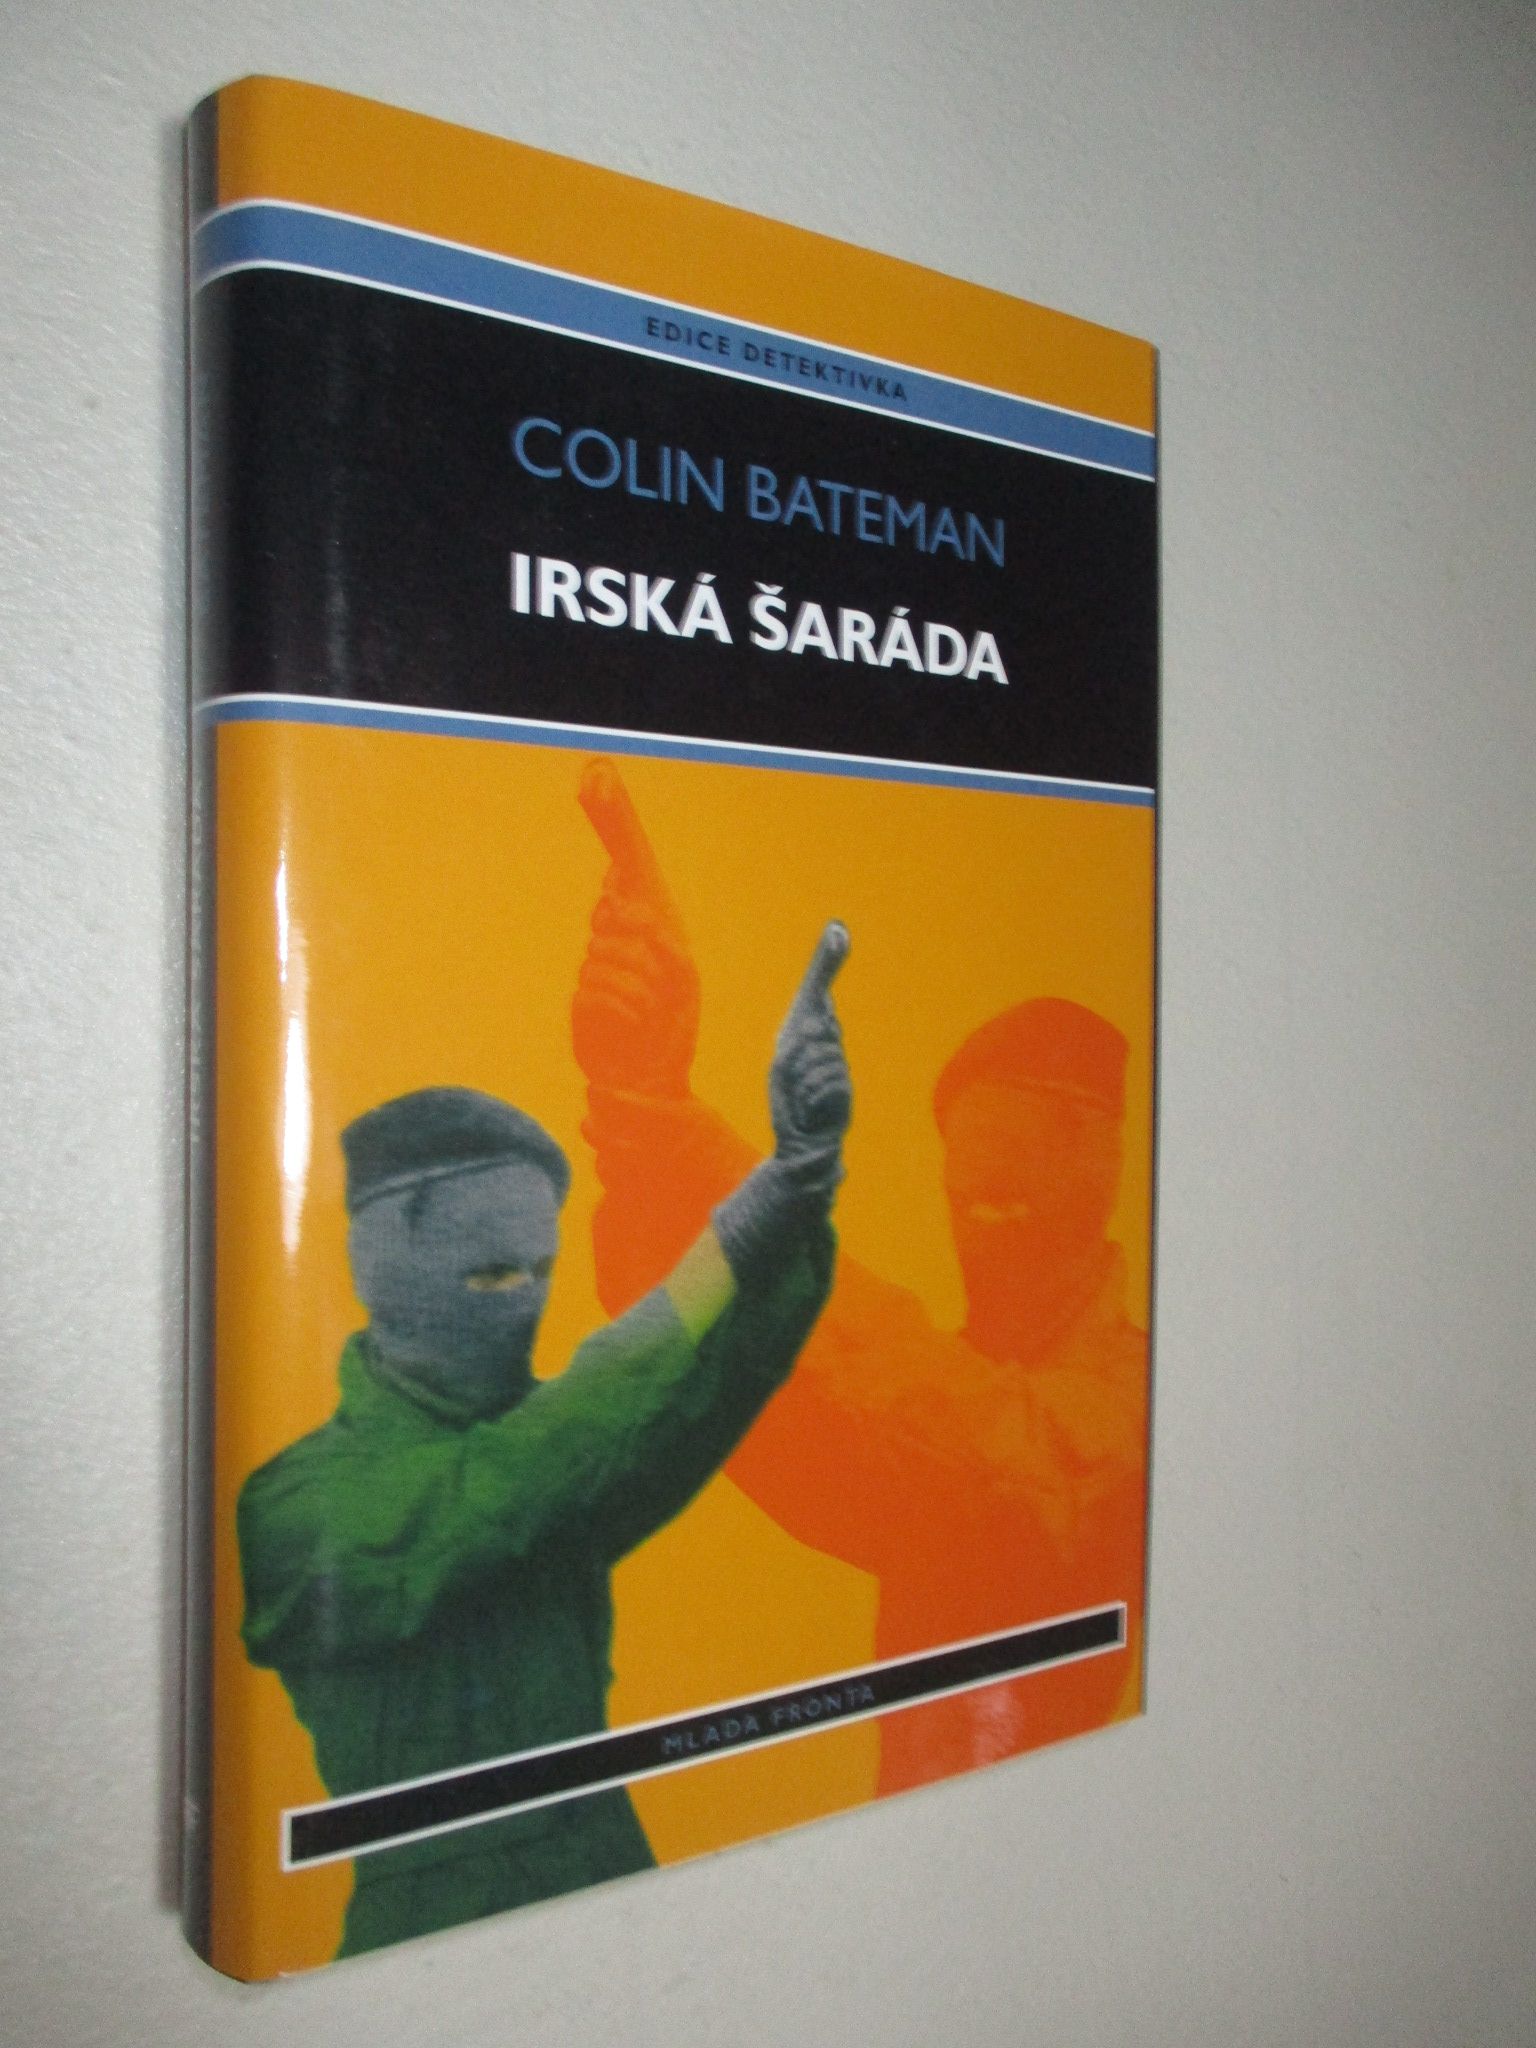 EDICE DETEKTIVKA
COLIN BATEMAN
IRSKÁ ŠARÁDA
MLADÁ FRONTA